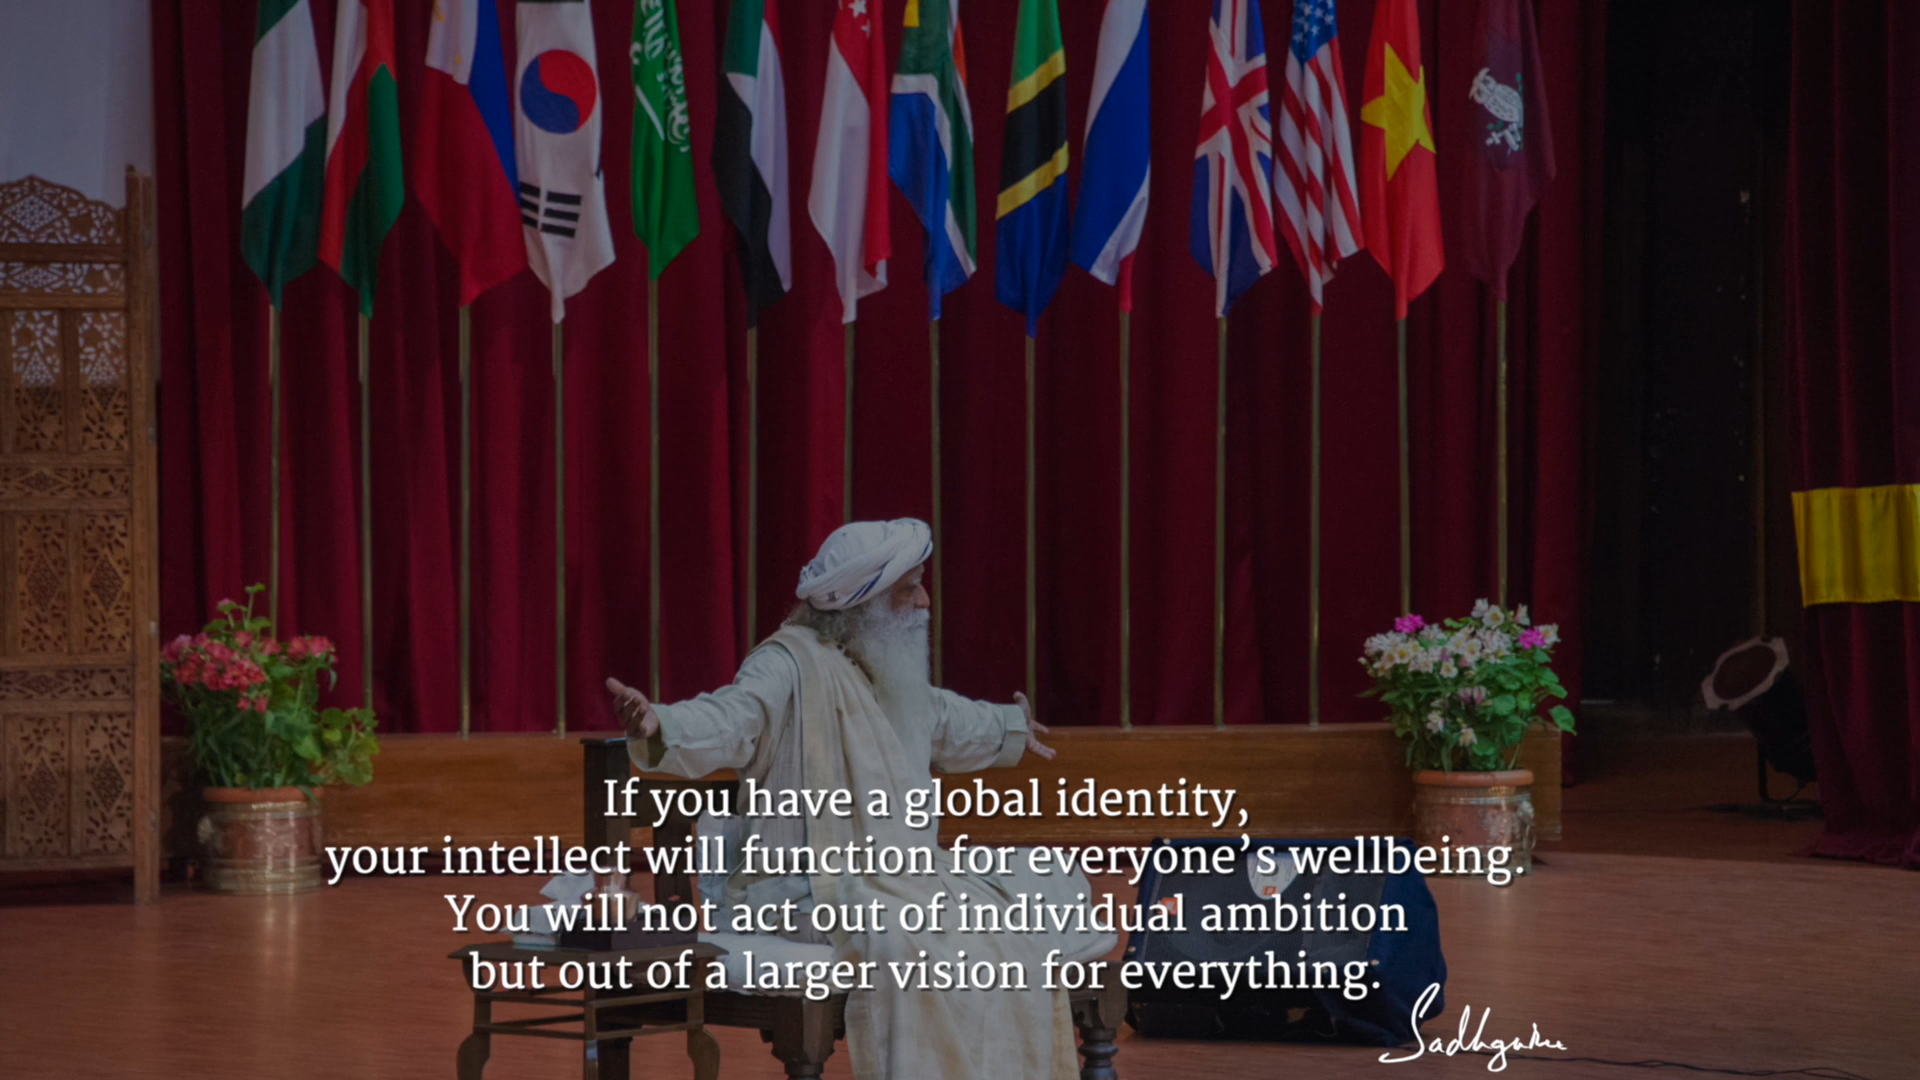 If you have a global identity,
your intellect will function for everyone’s wellbeing.
You will not act out of individual ambition
but out of a larger vision for everything.
Sadhguru